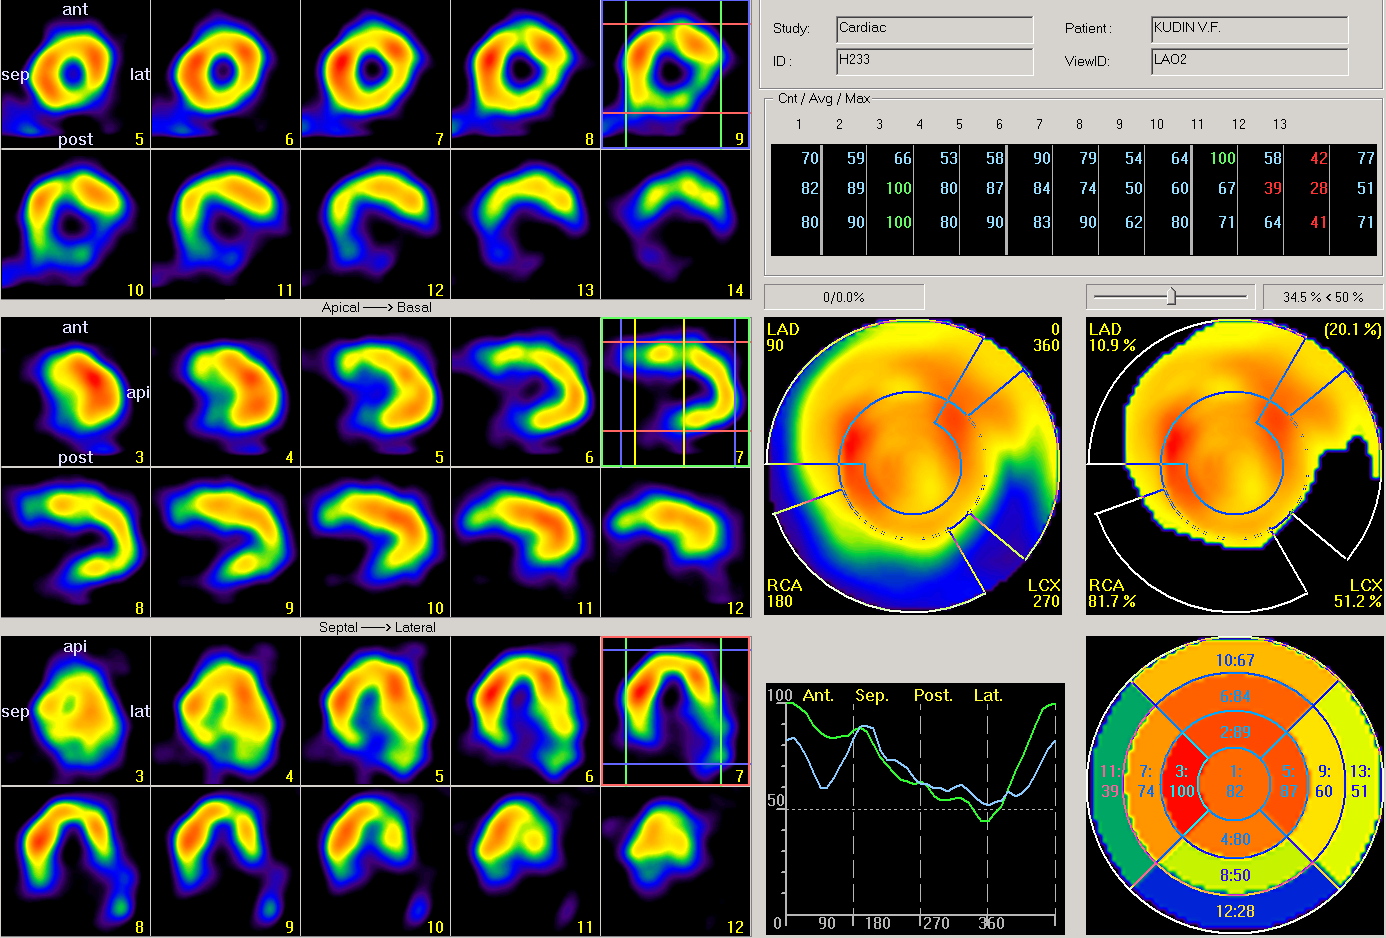 ant
sep
lat
post
5
6
7
8
9
10
11
12
13
14
Apical ---> Basal
ant
api
post
3
4
5
6
7
8
9
10
11
12
Septal ---> Lateral
api
sep
lat
3
4
5
6
7
8
9
10
11
12
Study: Cardiac Patient : KUDIN V.F.
ID : H233 ViewID: LAO2
Cnt / Avg / Max
1 2 3 4 5 6 7 8 9 10 11 12 13
70 59 66 53 58 90 79 54 64 100 58 42 77
82 89 100 80 87 84 74 50 60 67 39 28 51
80 90 100 80 90 83 90 62 80 71 64 41 71
0/0.0%
34.5 % < 50 %
LAD 0
90 360
RCA LCX
180 270
LAD (20.1 %)
10.9 %
RCA LCX
81.7 % 51.2 %
100 Ant. Sep. Post. Lat.
50
0 90 180 270 360
10:67
6:84
2:89
11: 7: 3: 1: 5: 9: 13:
39 74 100 82 87 60 51
4:80
8:50
12:28